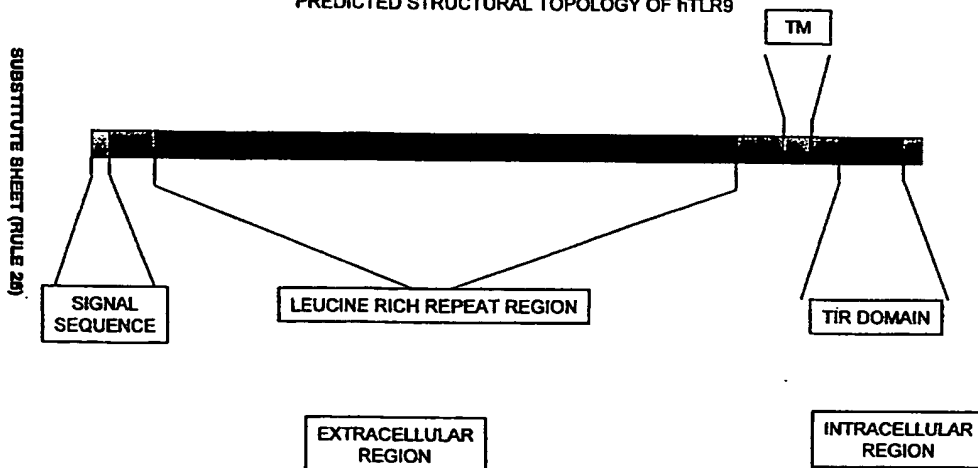 PREDICTED STRUCTURAL TOPOLOGY OF hTLR9
TM
SUBSTITUTE SHEET (RULE 26)
SIGNAL
SEQUENCE
LEUCINE RICH REPEAT REGION
TIR DOMAIN
EXTRACELLULAR
REGION
INTRACELLULAR
REGION